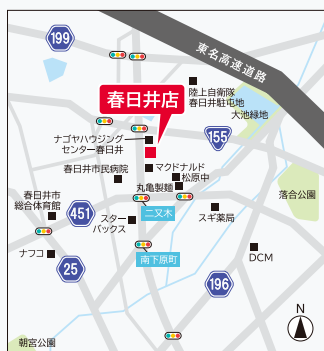 199
東名高速道路
陸上自衛隊
春日井駐屯地
春日井店
大池緑地
ナゴヤハウジング
センター春日井
155
マクドナルド
春日井市民病院
松原中
丸亀製麺
落合公園
春日井市
総合体育館
451
二又木
スター
バックス
スギ薬局
ナフコ
南下原町
DCM
25
196
N
朝宮公園